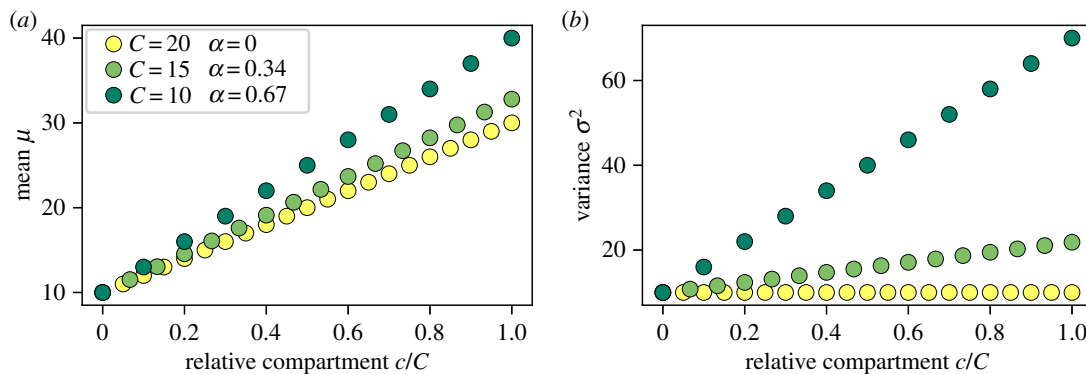 (a)
40
30
20
10
mean μ
C = 20 α = 0
C = 15 α = 0.34
C = 10 α = 0.67
0 0.2 0.4 0.6 0.8 1.0
relative compartment c/C
(b)
60
40
20
variance σ²
0 0.2 0.4 0.6 0.8 1.0
relative compartment c/C